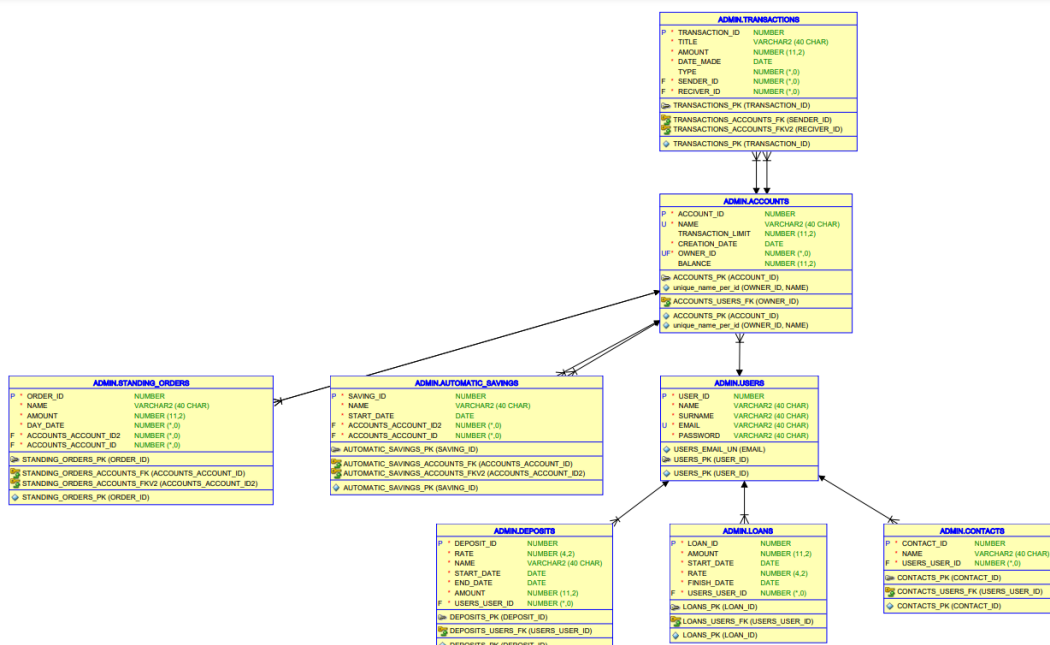 ADMIN.TRANSACTIONS
P * TRANSACTION_ID NUMBER
* TITLE VARCHAR2 (40 CHAR)
* AMOUNT NUMBER (11,2)
* DATE_MADE DATE
TYPE NUMBER (*,0)
F * SENDER_ID NUMBER (*,0)
F * RECIVER_ID NUMBER (*,0)
TRANSACTIONS_PK (TRANSACTION_ID)
TRANSACTIONS_ACCOUNTS_FK (SENDER_ID)
TRANSACTIONS_ACCOUNTS_FKV2 (RECIVER_ID)
TRANSACTIONS_PK (TRANSACTION_ID)
ADMIN.ACCOUNTS
P * ACCOUNT_ID NUMBER
U * NAME VARCHAR2 (40 CHAR)
TRANSACTION_LIMIT NUMBER (11,2)
* CREATION_DATE DATE
UF* OWNER_ID NUMBER (*,0)
BALANCE NUMBER (11,2)
ACCOUNTS_PK (ACCOUNT_ID)
unique_name_per_id (OWNER_ID, NAME)
ACCOUNTS_USERS_FK (OWNER_ID)
ACCOUNTS_PK (ACCOUNT_ID)
unique_name_per_id (OWNER_ID, NAME)
ADMIN.STANDING_ORDERS
P * ORDER_ID NUMBER
* NAME VARCHAR2 (40 CHAR)
* AMOUNT NUMBER (11,2)
* DAY_DATE NUMBER (*,0)
F * ACCOUNTS_ACCOUNT_ID2 NUMBER (*,0)
F * ACCOUNTS_ACCOUNT_ID NUMBER (*,0)
STANDING_ORDERS_PK (ORDER_ID)
STANDING_ORDERS_ACCOUNTS_FK (ACCOUNTS_ACCOUNT_ID)
STANDING_ORDERS_ACCOUNTS_FKV2 (ACCOUNTS_ACCOUNT_ID2)
STANDING_ORDERS_PK (ORDER_ID)
ADMIN.AUTOMATIC_SAVINGS
P * SAVING_ID NUMBER
* NAME VARCHAR2 (40 CHAR)
* START_DATE DATE
F * ACCOUNTS_ACCOUNT_ID2 NUMBER (*,0)
F * ACCOUNTS_ACCOUNT_ID NUMBER (*,0)
AUTOMATIC_SAVINGS_PK (SAVING_ID)
AUTOMATIC_SAVINGS_ACCOUNTS_FK (ACCOUNTS_ACCOUNT_ID)
AUTOMATIC_SAVINGS_ACCOUNTS_FKV2 (ACCOUNTS_ACCOUNT_ID2)
AUTOMATIC_SAVINGS_PK (SAVING_ID)
ADMIN.USERS
P * USER_ID NUMBER
* NAME VARCHAR2 (40 CHAR)
* SURNAME VARCHAR2 (40 CHAR)
U * EMAIL VARCHAR2 (40 CHAR)
* PASSWORD VARCHAR2 (40 CHAR)
USERS_EMAIL_UN (EMAIL)
USERS_PK (USER_ID)
USERS_PK (USER_ID)
ADMIN.DEPOSITS
P * DEPOSIT_ID NUMBER
* RATE NUMBER (4,2)
* NAME VARCHAR2 (40 CHAR)
* START_DATE DATE
* END_DATE DATE
* AMOUNT NUMBER (11,2)
F * USERS_USER_ID NUMBER (*,0)
DEPOSITS_PK (DEPOSIT_ID)
DEPOSITS_USERS_FK (USERS_USER_ID)
DEPOSITS_PK (DEPOSIT_ID)
ADMIN.LOANS
P * LOAN_ID NUMBER
* AMOUNT NUMBER (11,2)
* START_DATE DATE
* RATE NUMBER (4,2)
* FINISH_DATE DATE
F * USERS_USER_ID NUMBER (*,0)
LOANS_PK (LOAN_ID)
LOANS_USERS_FK (USERS_USER_ID)
LOANS_PK (LOAN_ID)
ADMIN.CONTACTS
P * CONTACT_ID NUMBER
* NAME VARCHAR2 (40 CHAR)
F * USERS_USER_ID NUMBER (*,0)
CONTACTS_PK (CONTACT_ID)
CONTACTS_USERS_FK (USERS_USER_ID)
CONTACTS_PK (CONTACT_ID)